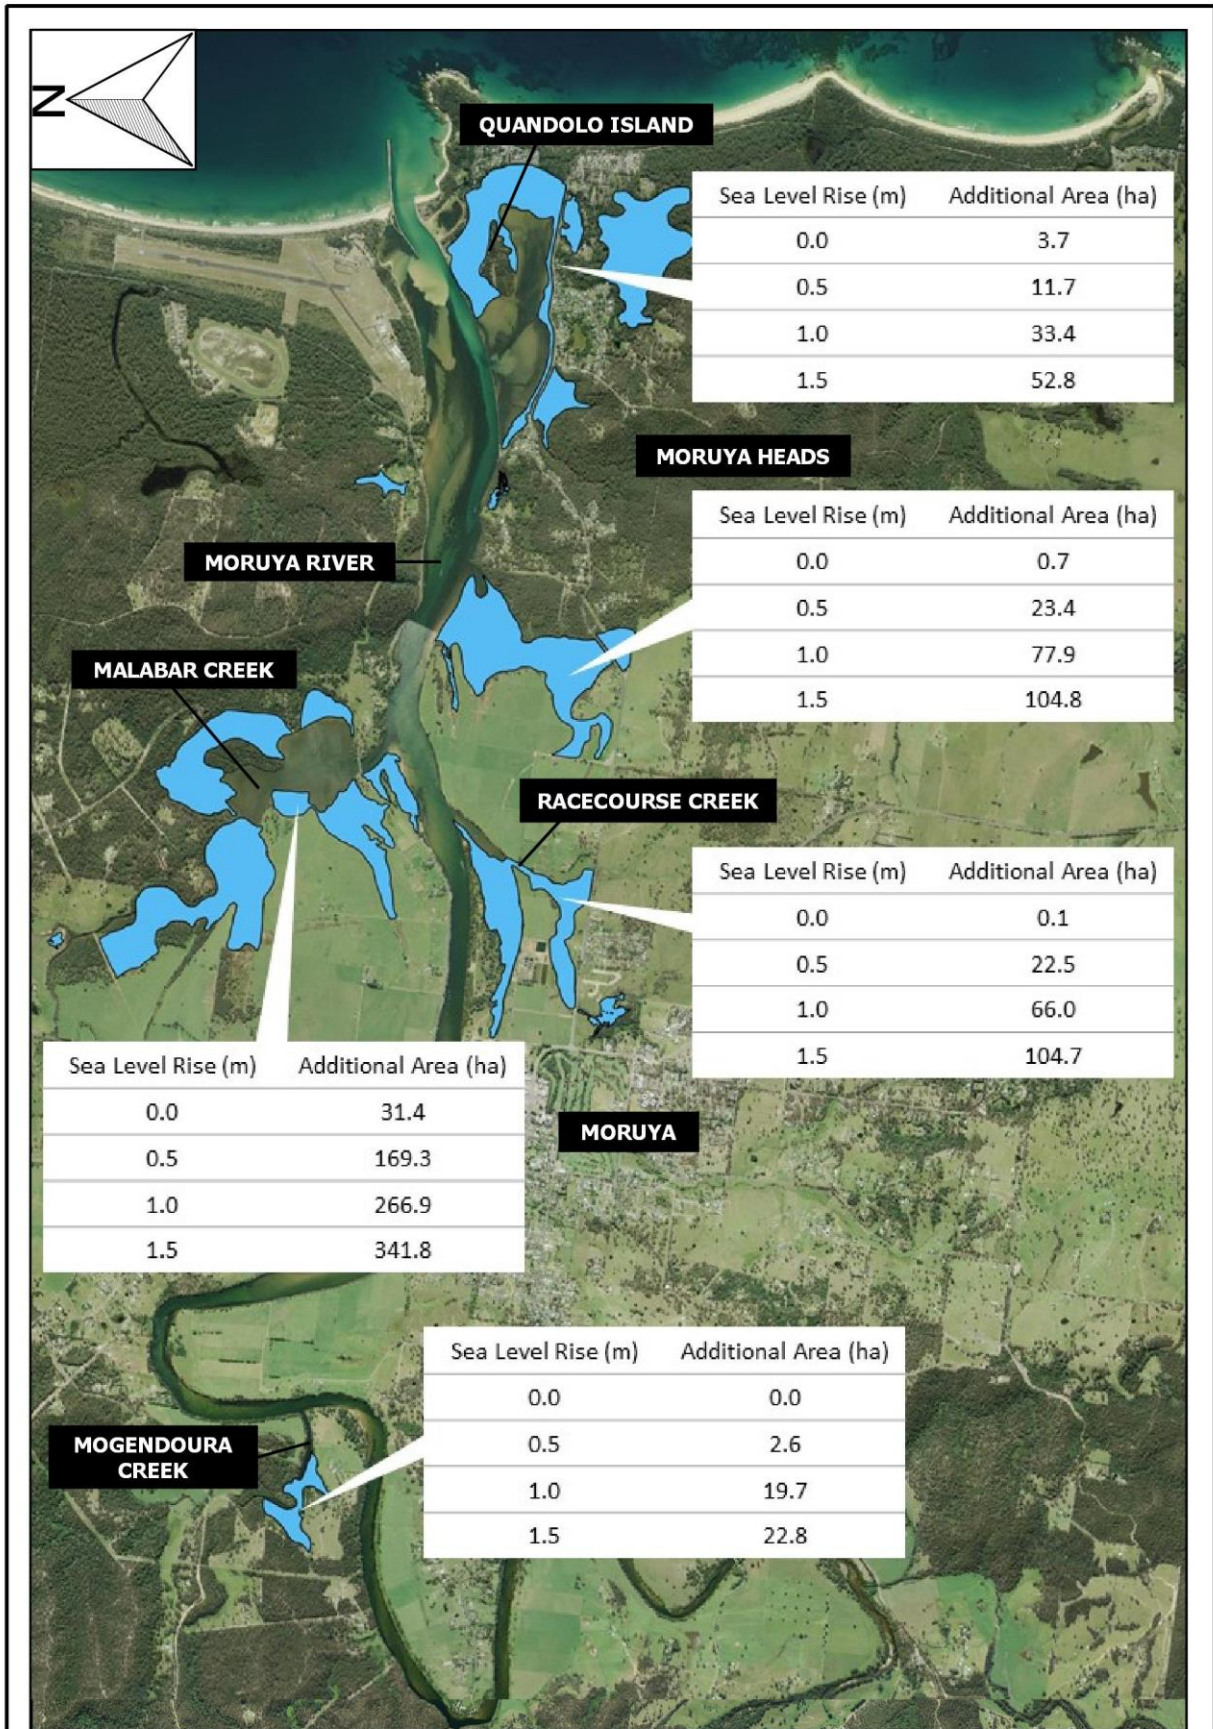 N
QUANDOLO ISLAND
Sea Level Rise (m) Additional Area (ha)
0.0 3.7
0.5 11.7
1.0 33.4
1.5 52.8
MORUYA HEADS
Sea Level Rise (m) Additional Area (ha)
0.0 0.7
0.5 23.4
1.0 77.9
1.5 104.8
MORUYA RIVER
MALABAR CREEK
RACECOURSE CREEK
Sea Level Rise (m) Additional Area (ha)
0.0 0.1
0.5 22.5
1.0 66.0
1.5 104.7
Sea Level Rise (m) Additional Area (ha)
0.0 31.4
0.5 169.3
1.0 266.9
1.5 341.8
MORUYA
Sea Level Rise (m) Additional Area (ha)
0.0 0.0
0.5 2.6
1.0 19.7
1.5 22.8
MOGENDOURA
CREEK